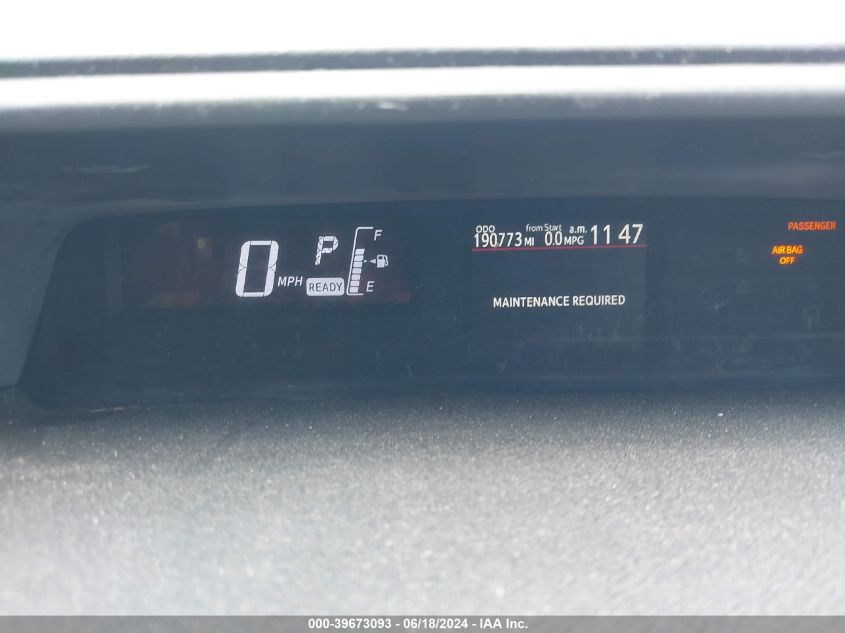 0 MPH
P
READY
F
E
ODO from Start a.m.
190773 MI 0.0 MPG 11 47
MAINTENANCE REQUIRED
PASSENGER
AIR BAG
OFF
000-39673093 - 06/18/2024 - IAA Inc.